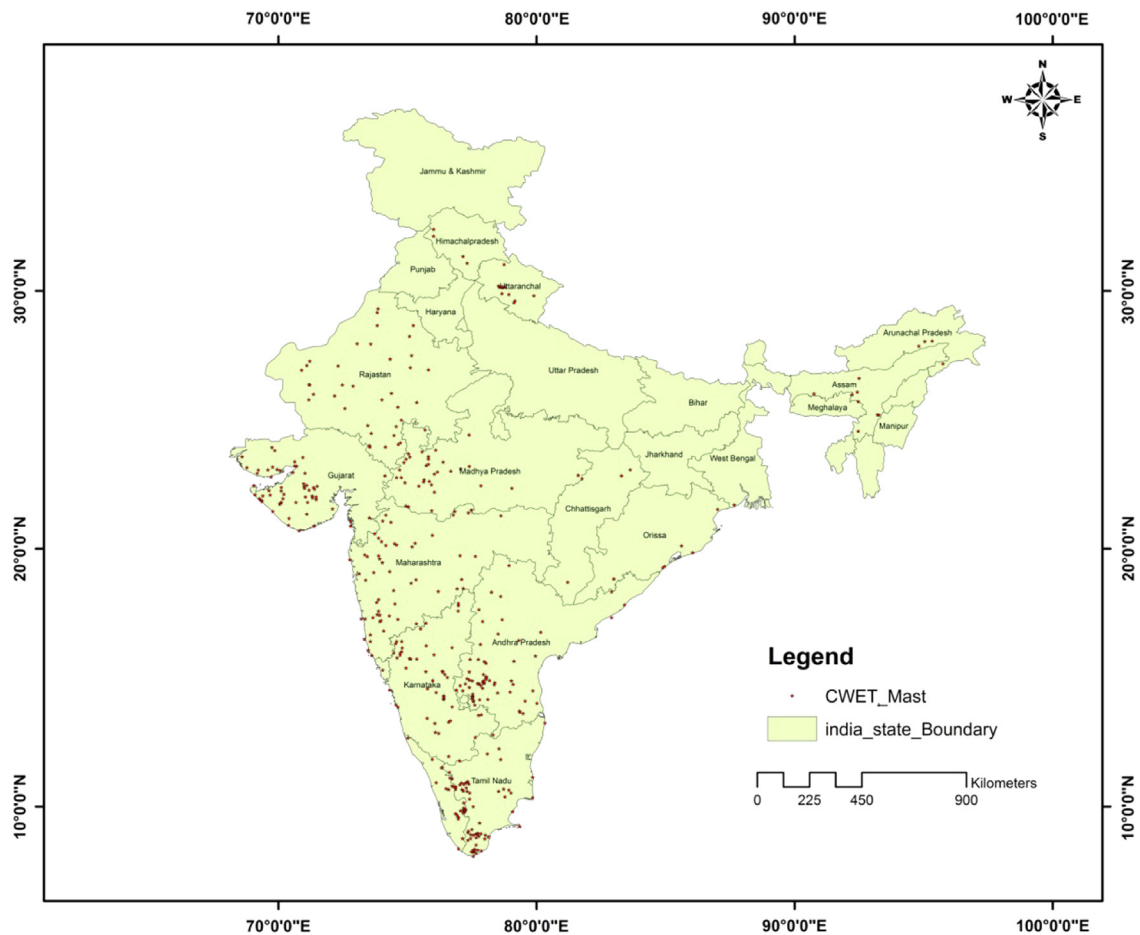 70°0'0"E 80°0'0"E 90°0'0"E 100°0'0"E
N
W E
S
Jammu & Kashmir
Himachalpradesh
Punjab
Uttaranchal
30°0'0"N 30°0'0"N
Haryana
Arunachal Pradesh
Rajastan
Uttar Pradesh
Assam
Bihar
Meghalaya
Manipur
Jharkhand
West Bengal
Gujarat
Madhya Pradesh
Chhattisgarh
Orissa
20°0'0"N 20°0'0"N
Maharashtra
Andhra Pradesh
Legend
Karnataka
CWET_Mast
india_state_Boundary
Tamil Nadu
Kilometers
0 225 450 900
10°0'0"N 10°0'0"N
70°0'0"E 80°0'0"E 90°0'0"E 100°0'0"E